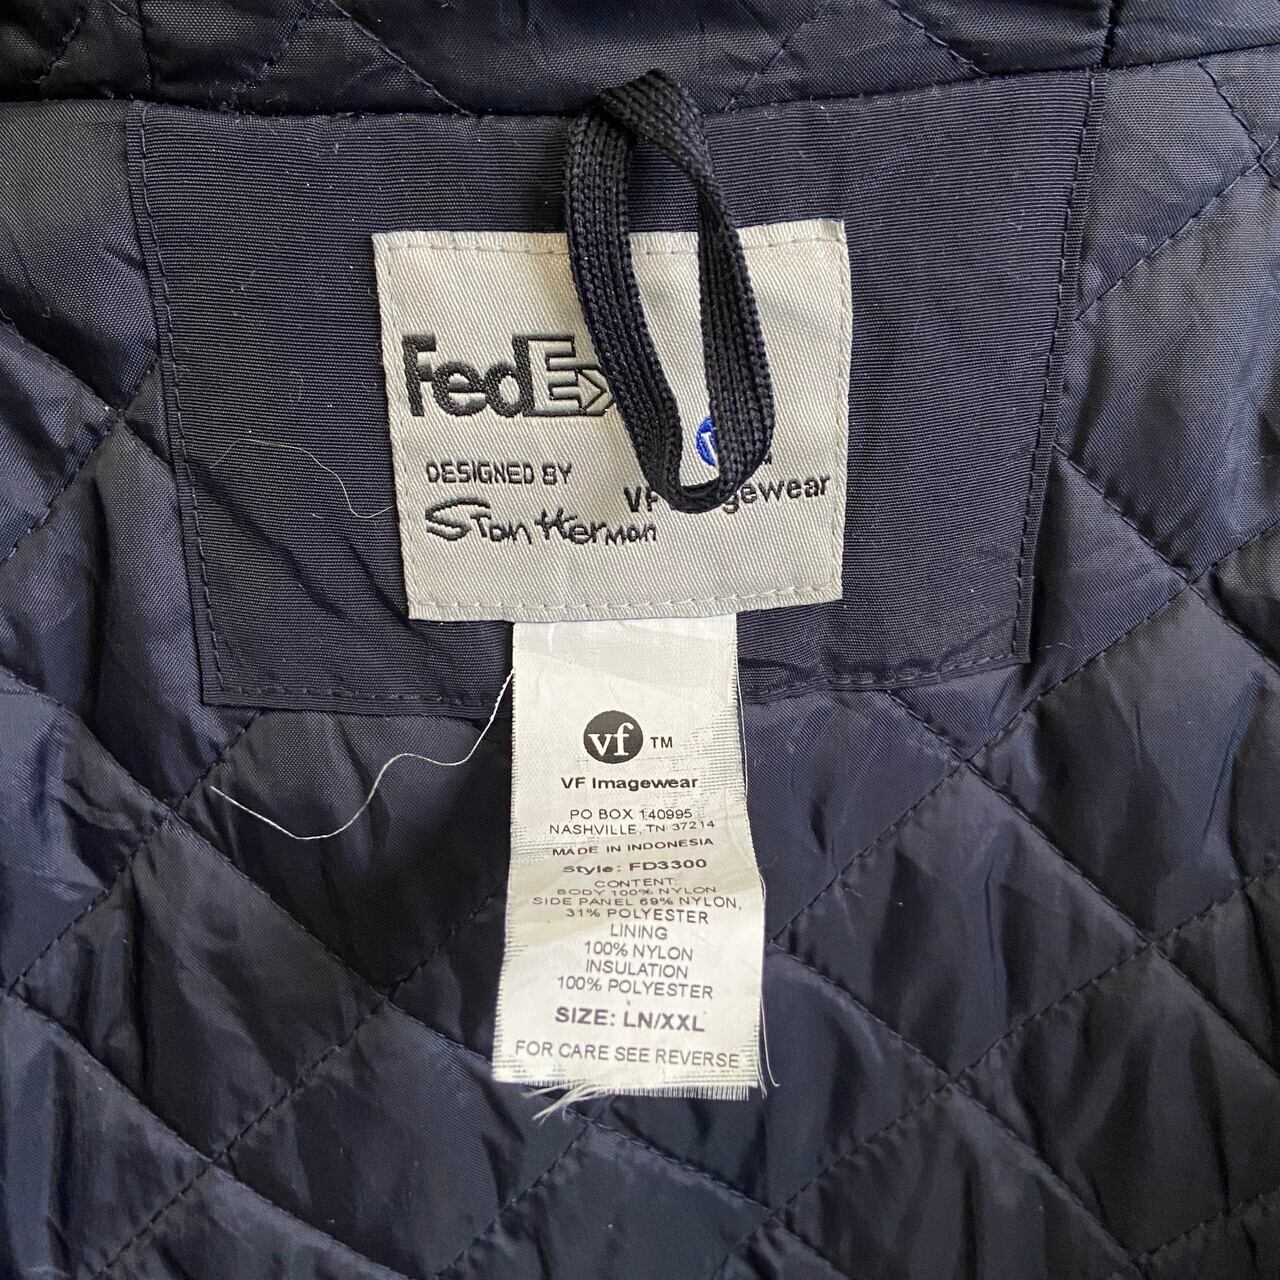 FedEx
DESIGNED BY
Stan Herman
VF Imagewear
vf TM
VF Imagewear
PO BOX 140995
NASHVILLE, TN 37214
MADE IN INDONESIA
Style: FD3300
CONTENT:
BODY 100% NYLON
SIDE PANEL 69% NYLON,
31% POLYESTER
LINING
100% NYLON
INSULATION
100% POLYESTER
SIZE: LN/XXL
FOR CARE SEE REVERSE